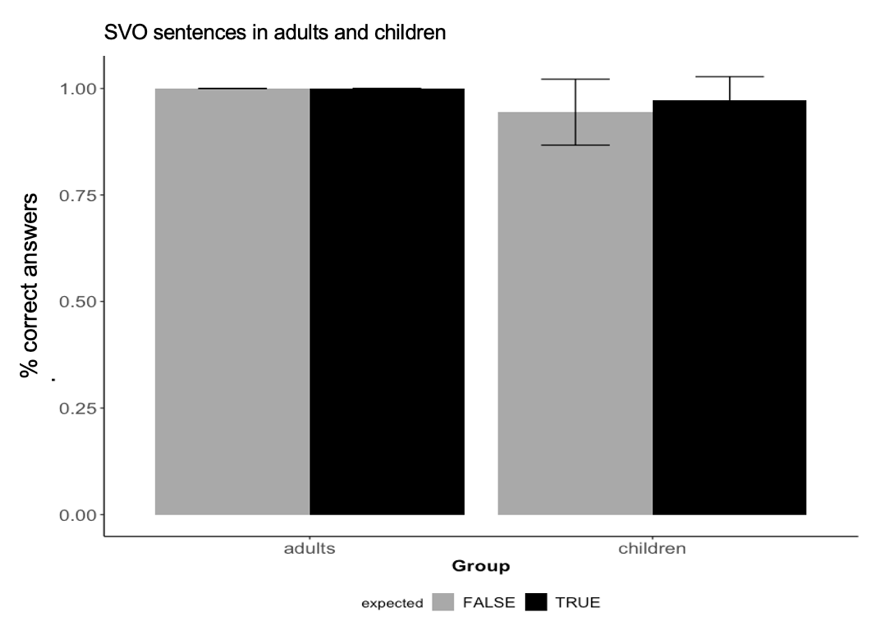 SVO sentences in adults and children
1.00
0.75
0.50
0.25
0.00
% correct answers
adults children
Group
expected FALSE TRUE